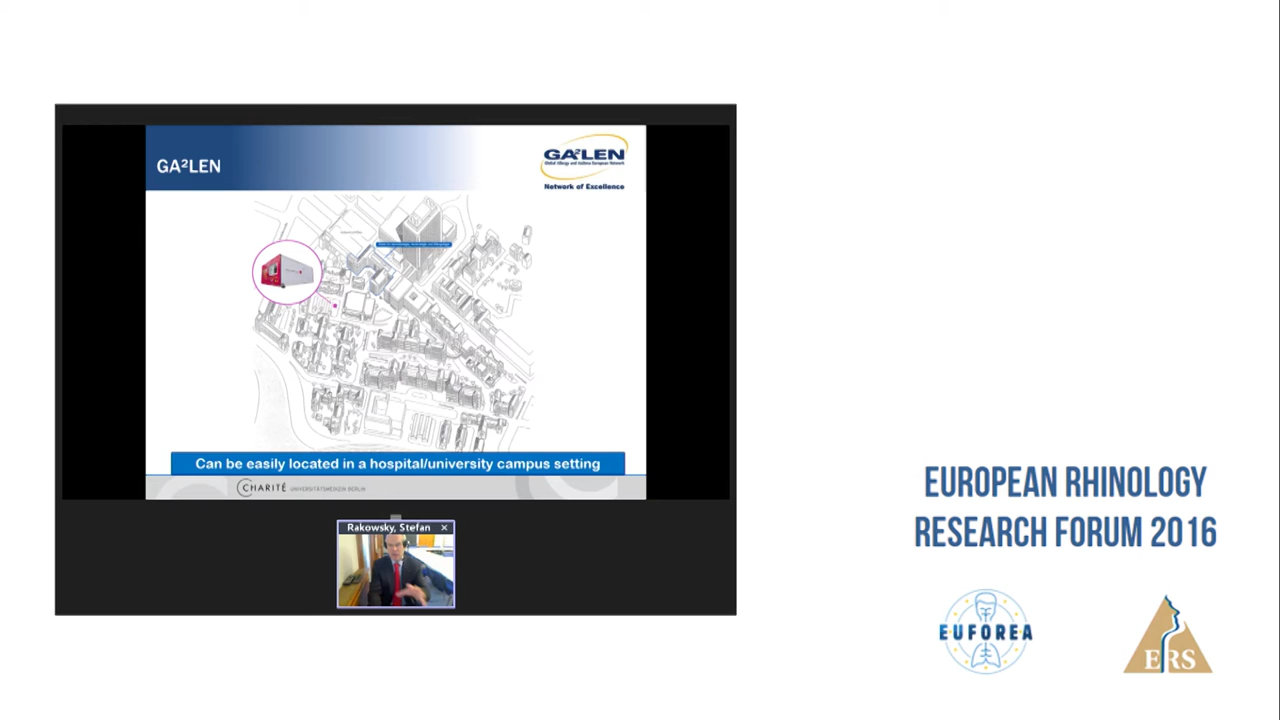 GA²LEN
GA²LEN
Global Allergy and Asthma European Network
Network of Excellence
Can be easily located in a hospital/university campus setting
CHARITÉ UNIVERSITÄTSMEDIZIN BERLIN
Rakowsky, Stefan
EUROPEAN RHINOLOGY
RESEARCH FORUM 2016
EUFOREA
ERS